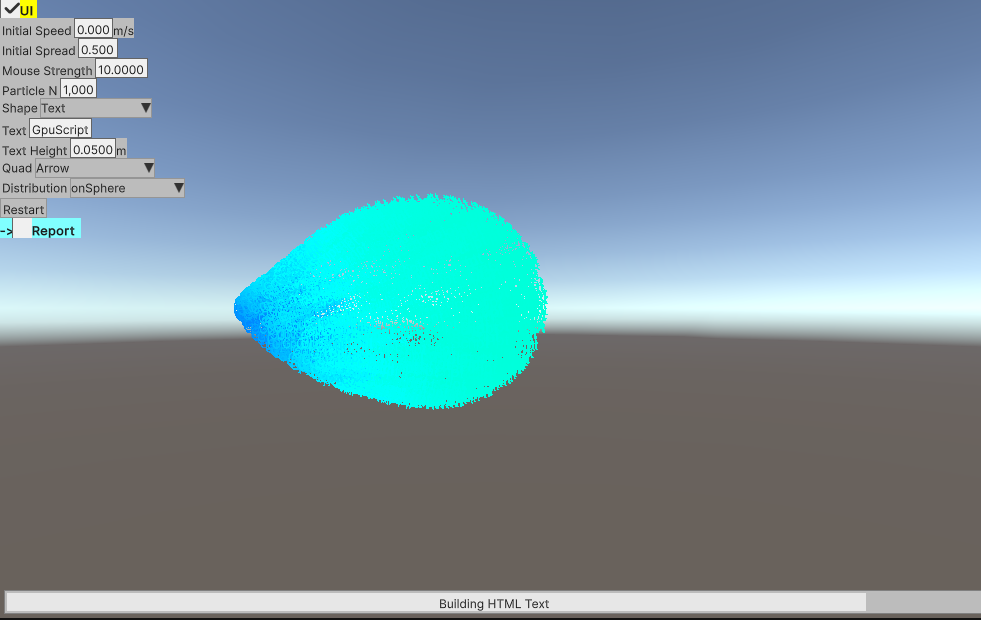 UI
Initial Speed 0.000 m/s
Initial Spread 0.500
Mouse Strength 10.0000
Particle N 1,000
Shape Text
Text GpuScript
Text Height 0.0500 m
Quad Arrow
Distribution onSphere
Restart
-> Report
Building HTML Text